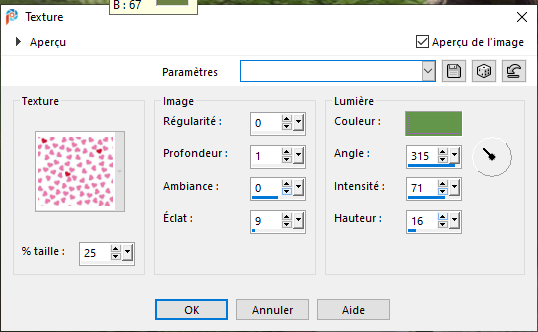 B : 67
Texture
Aperçu
Aperçu de l'image
Paramètres
Texture
% taille : 25
Image
Régularité : 0
Profondeur : 1
Ambiance : 0
Éclat : 9
Lumière
Couleur :
Angle : 315
Intensité : 71
Hauteur : 16
OK
Annuler
Aide